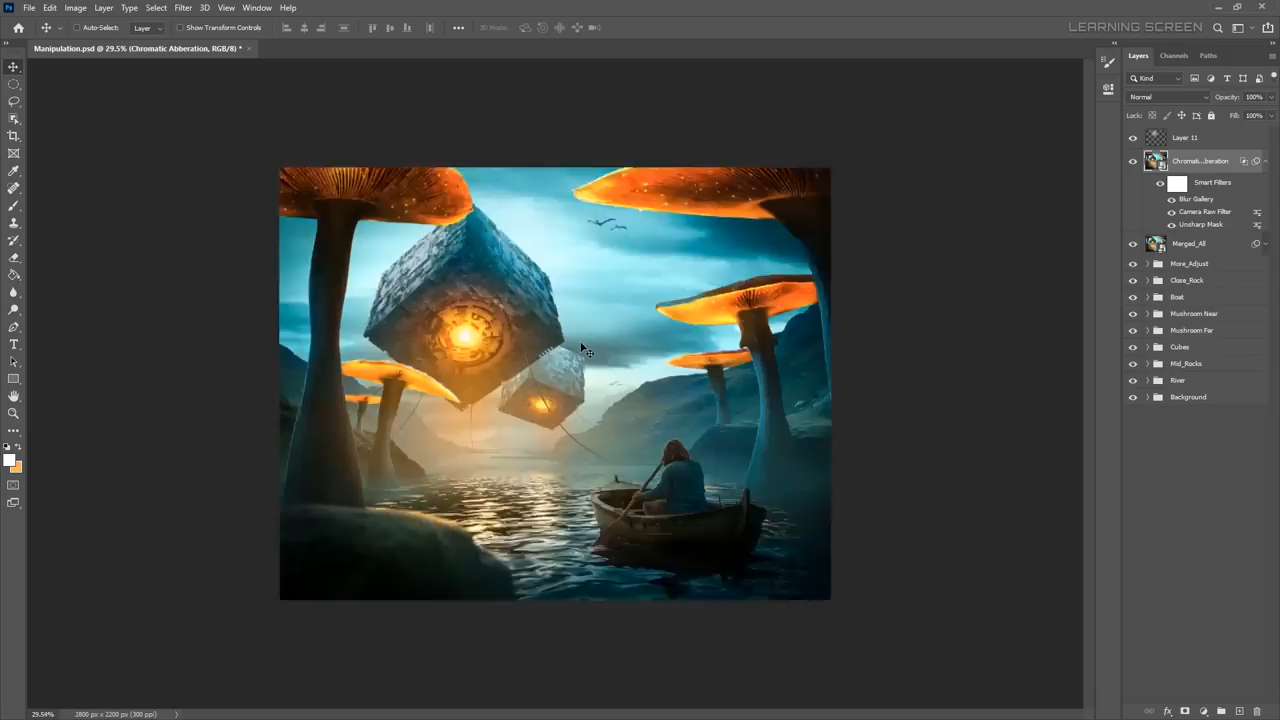 File Edit Image Layer Type Select Filter 3D View Window Help
Auto-Select: Layer Show Transform Controls 3D Mode: LEARNING SCREEN
Manipulation.psd @ 29.5% (Chromatic Abberation, RGB/8) *
Layers Channels Paths
Kind
Normal Opacity: 100%
Lock: Fill: 100%
Layer 11
Chromati...beration
Smart Filters
Blur Gallery
Camera Raw Filter
Unsharp Mask
Merged_All
More_Adjust
Close_Rock
Boat
Mushroom Near
Mushroom Far
Cubes
Mid_Rocks
River
Background
29.54% 2800 px x 2200 px (300 ppi)